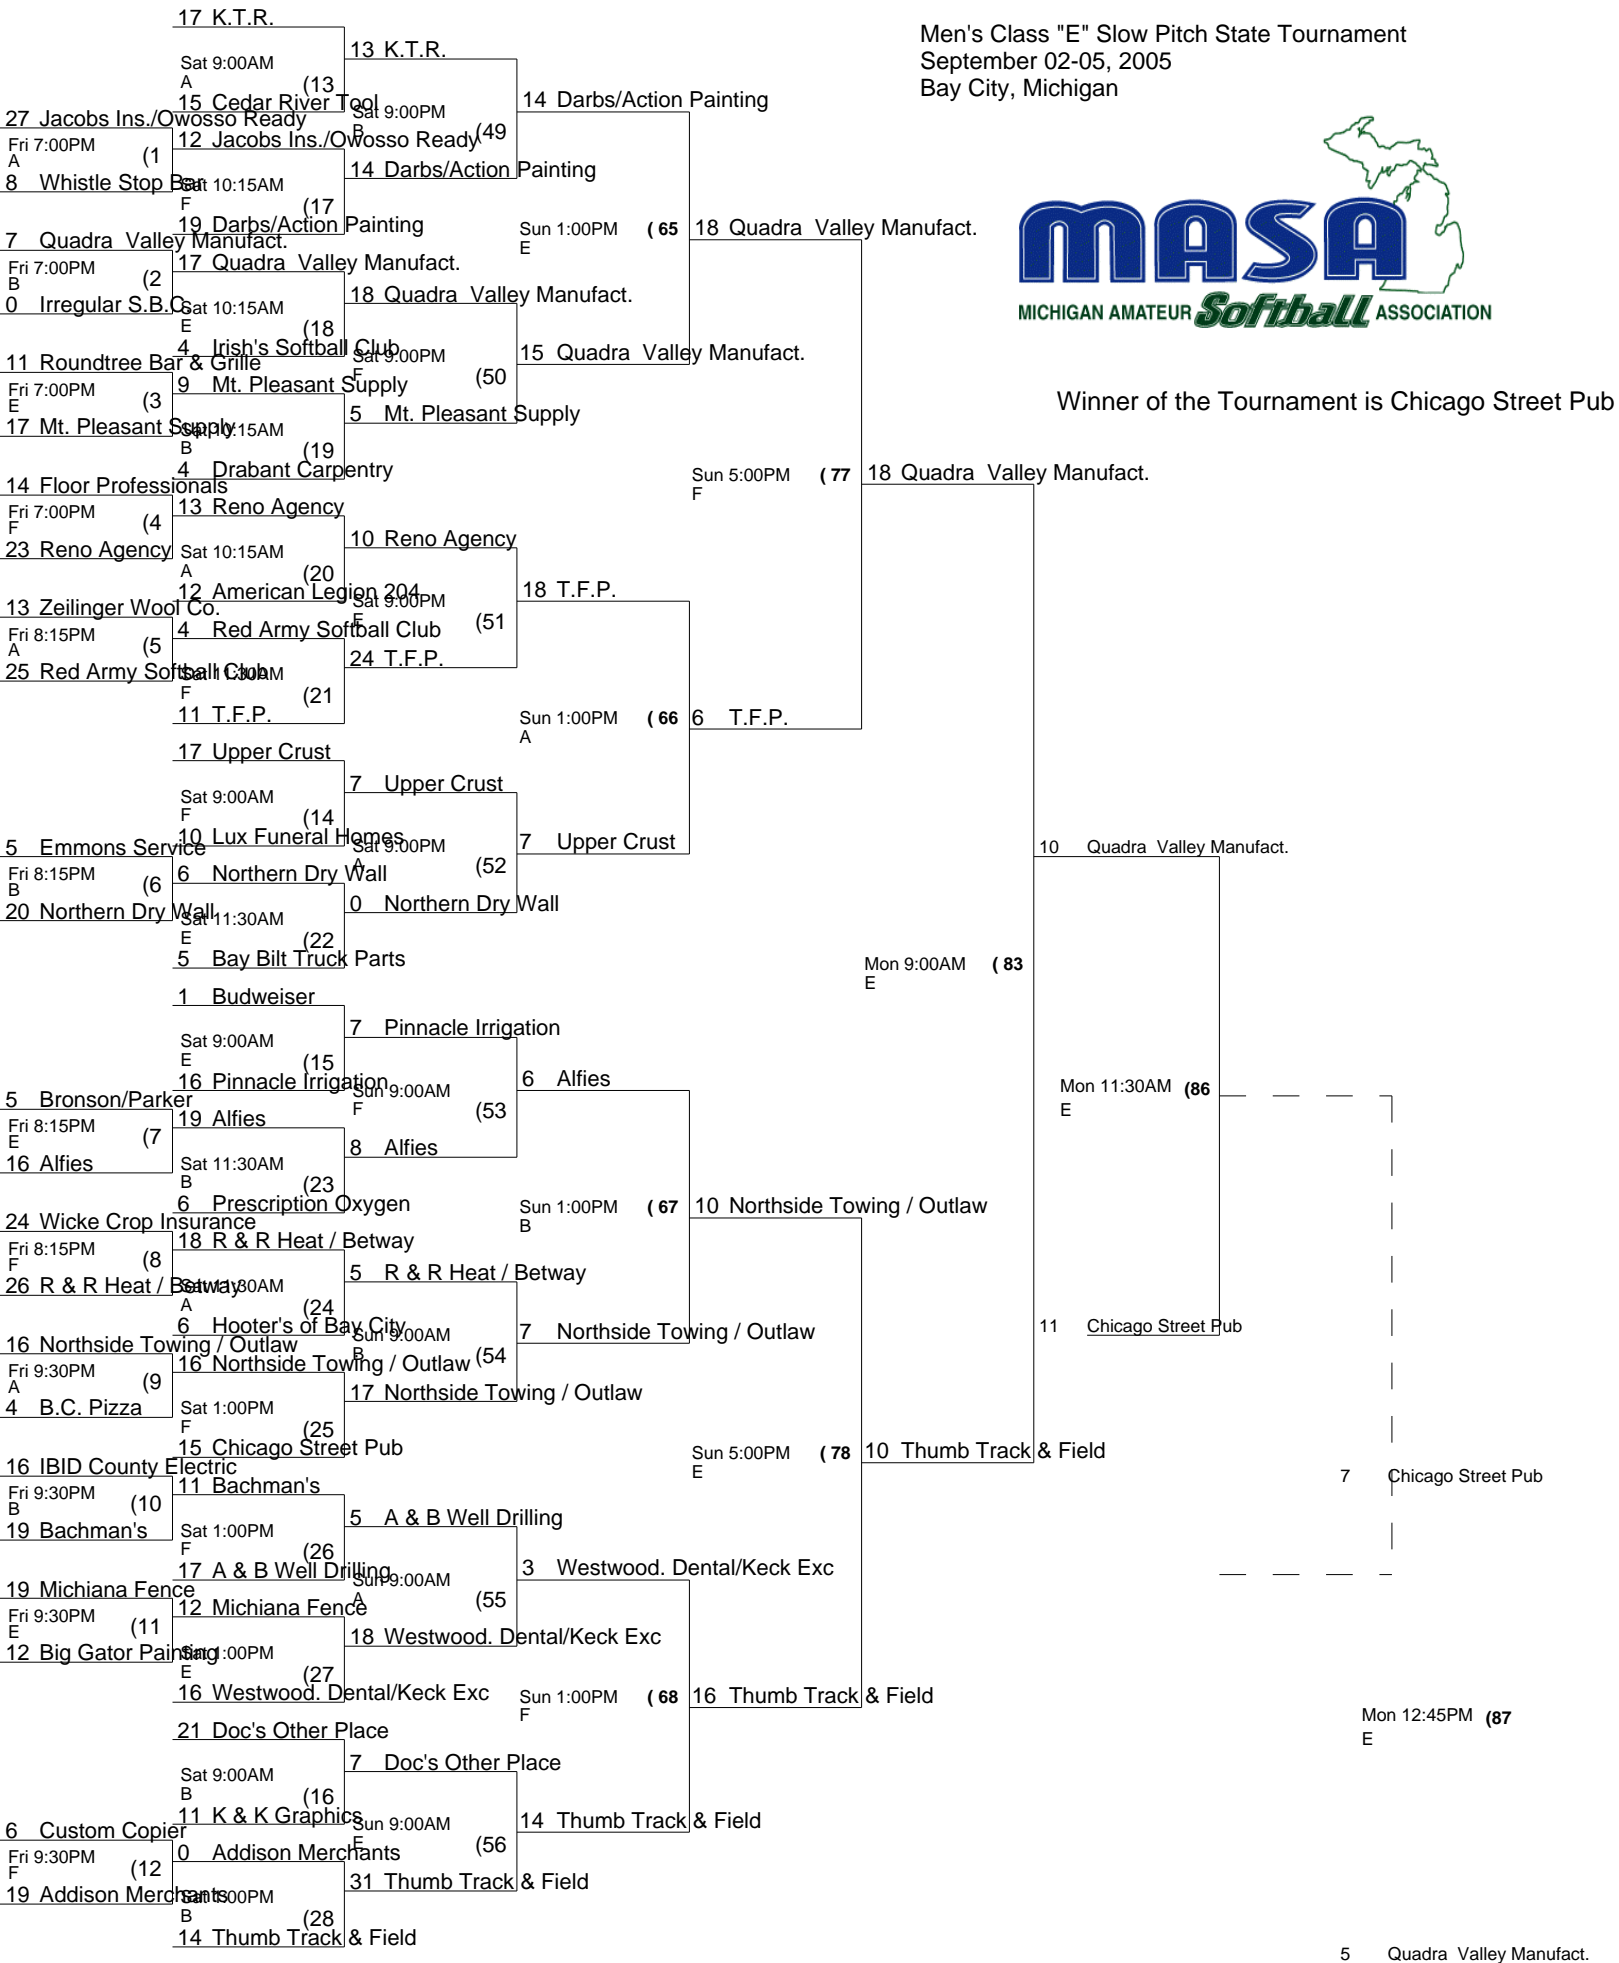 Men's Class "E" Slow Pitch State Tournament
September 02-05, 2005
Bay City, Michigan
MASA
MICHIGAN AMATEUR Softball ASSOCIATION
Winner of the Tournament is Chicago Street Pub
27 Jacobs Ins./Owosso Ready
Fri 7:00PM
A (1
8 Whistle Stop Bar
7 Quadra Valley Manufact.
Fri 7:00PM
B (2
0 Irregular S.B.C.
11 Roundtree Bar & Grille
Fri 7:00PM
E (3
17 Mt. Pleasant Supply
14 Floor Professionals
Fri 7:00PM
F (4
23 Reno Agency
13 Zeilinger Wool Co.
Fri 8:15PM
A (5
25 Red Army Softball Club
5 Emmons Service
Fri 8:15PM
B (6
20 Northern Dry Wall
5 Bronson/Parker
Fri 8:15PM
E (7
16 Alfies
24 Wicke Crop Insurance
Fri 8:15PM
F (8
26 R & R Heat / Betway
16 Northside Towing / Outlaw
Fri 9:30PM
A (9
4 B.C. Pizza
16 IBID County Electric
Fri 9:30PM
B (10
19 Bachman's
19 Michiana Fence
Fri 9:30PM
E (11
12 Big Gator Painting
6 Custom Copier
Fri 9:30PM
F (12
19 Addison Merchants
17 K.T.R.
Sat 9:00AM
A (13
15 Cedar River Tool
12 Jacobs Ins./Owosso Ready
Sat 10:15AM
F (17
19 Darbs/Action Painting
17 Quadra Valley Manufact.
Sat 10:15AM
E (18
4 Irish's Softball Club
9 Mt. Pleasant Supply
Sat 10:15AM
B (19
4 Drabant Carpentry
13 Reno Agency
Sat 10:15AM
A (20
12 American Legion 204
4 Red Army Softball Club
Sat 11:30AM
F (21
11 T.F.P.
17 Upper Crust
Sat 9:00AM
F (14
10 Lux Funeral Homes
6 Northern Dry Wall
Sat 11:30AM
E (22
5 Bay Bilt Truck Parts
1 Budweiser
Sat 9:00AM
E (15
16 Pinnacle Irrigation
19 Alfies
Sat 11:30AM
B (23
6 Prescription Oxygen
18 R & R Heat / Betway
Sat 11:30AM
A (24
6 Hooter's of Bay City
16 Northside Towing / Outlaw
Sat 1:00PM
F (25
15 Chicago Street Pub
11 Bachman's
Sat 1:00PM
F (26
17 A & B Well Drilling
12 Michiana Fence
Sat 1:00PM
E (27
16 Westwood. Dental/Keck Exc
21 Doc's Other Place
Sat 9:00AM
B (16
11 K & K Graphics
0 Addison Merchants
Sat 1:00PM
B (28
14 Thumb Track & Field
13 K.T.R.
Sat 9:00PM
B (49
14 Darbs/Action Painting
18 Quadra Valley Manufact.
Sat 9:00PM
F (50
5 Mt. Pleasant Supply
10 Reno Agency
Sat 9:00PM
E (51
24 T.F.P.
7 Upper Crust
Sat 9:00PM
A (52
0 Northern Dry Wall
7 Pinnacle Irrigation
Sun 9:00AM
F (53
8 Alfies
5 R & R Heat / Betway
Sun 9:00AM
B (54
17 Northside Towing / Outlaw
5 A & B Well Drilling
Sun 9:00AM
A (55
18 Westwood. Dental/Keck Exc
7 Doc's Other Place
Sun 9:00AM
E (56
31 Thumb Track & Field
14 Darbs/Action Painting
Sun 1:00PM ( 65
E
15 Quadra Valley Manufact.
18 T.F.P.
Sun 1:00PM ( 66
A
7 Upper Crust
6 Alfies
Sun 1:00PM ( 67
B
7 Northside Towing / Outlaw
3 Westwood. Dental/Keck Exc
Sun 1:00PM ( 68
F
14 Thumb Track & Field
18 Quadra Valley Manufact.
Sun 5:00PM ( 77
F
6 T.F.P.
10 Northside Towing / Outlaw
Sun 5:00PM ( 78
E
16 Thumb Track & Field
18 Quadra Valley Manufact.
Mon 9:00AM ( 83
E
10 Thumb Track & Field
10 Quadra Valley Manufact.
Mon 11:30AM (86
E
11 Chicago Street Pub
7 Chicago Street Pub
Mon 12:45PM (87
E
5 Quadra Valley Manufact.